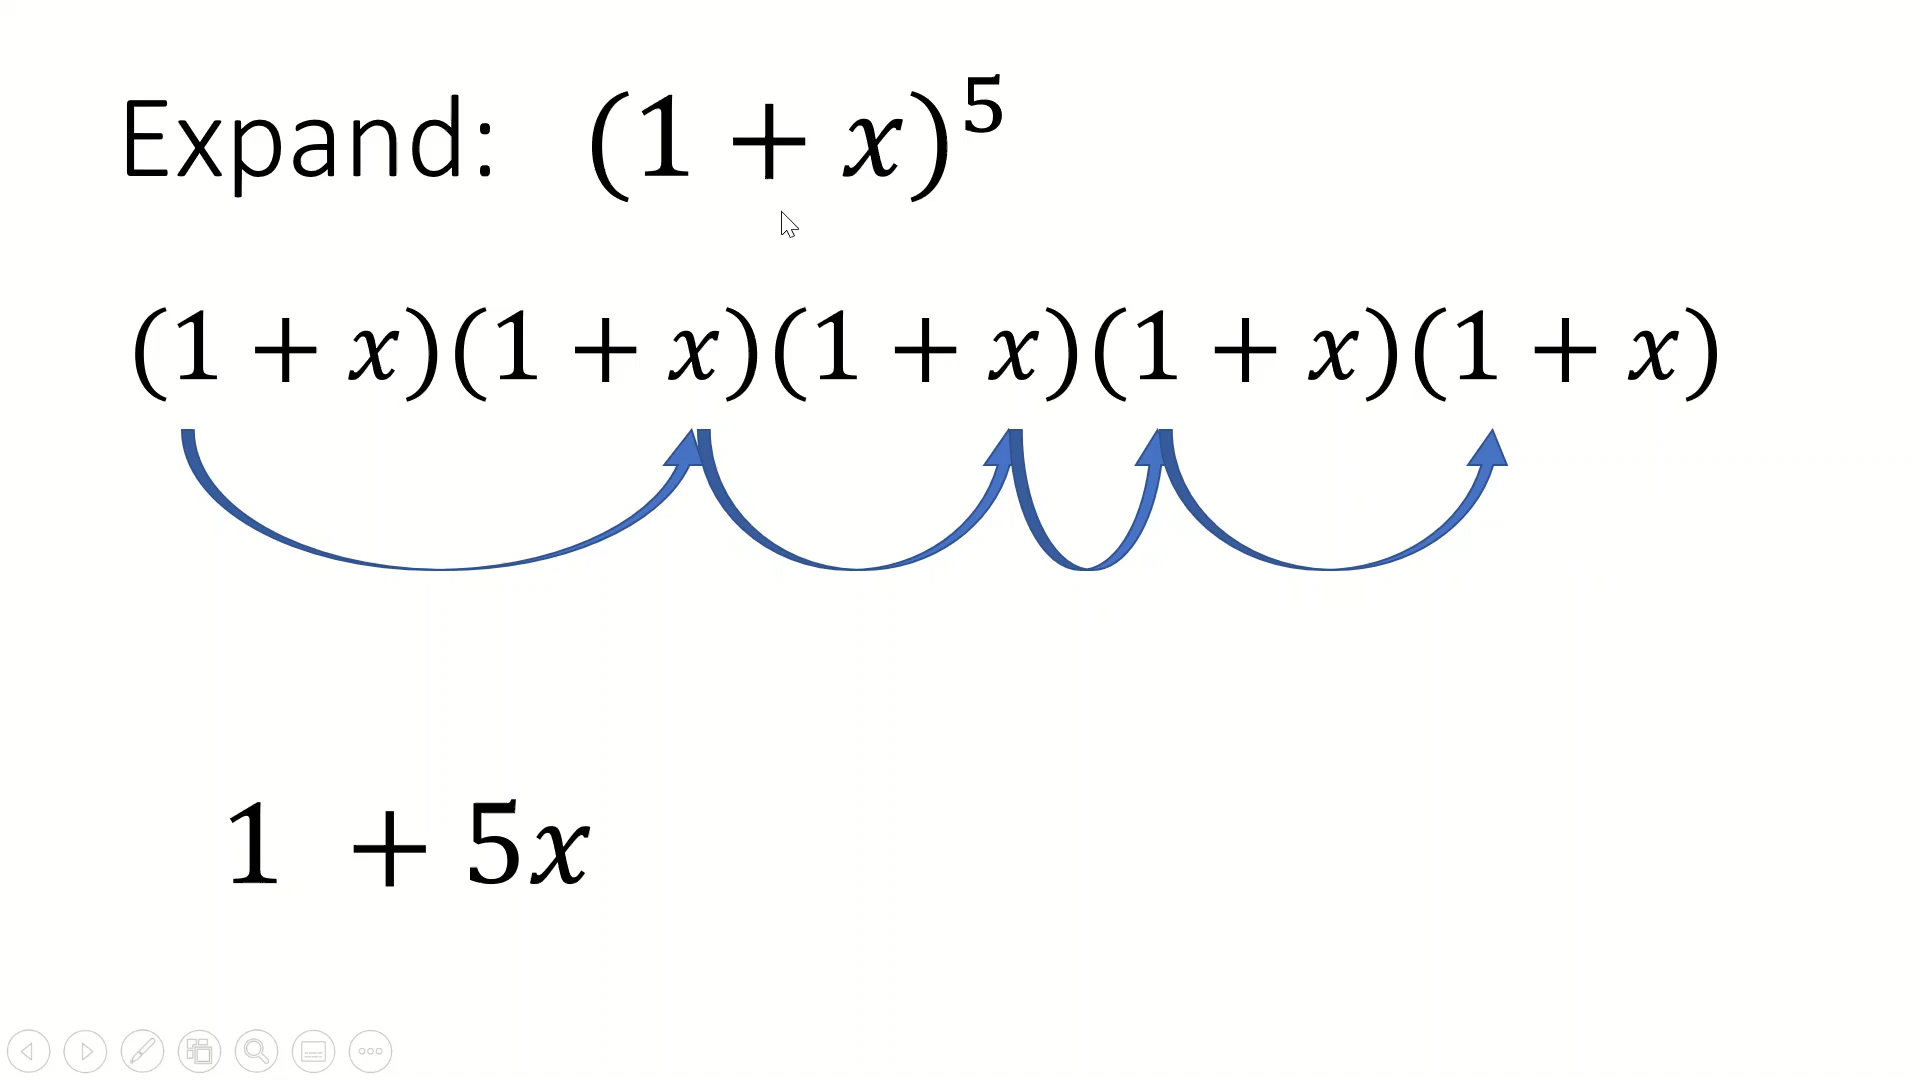 Expand: (1 + x)⁵
(1 + x)(1 + x)(1 + x)(1 + x)(1 + x)
1 + 5x